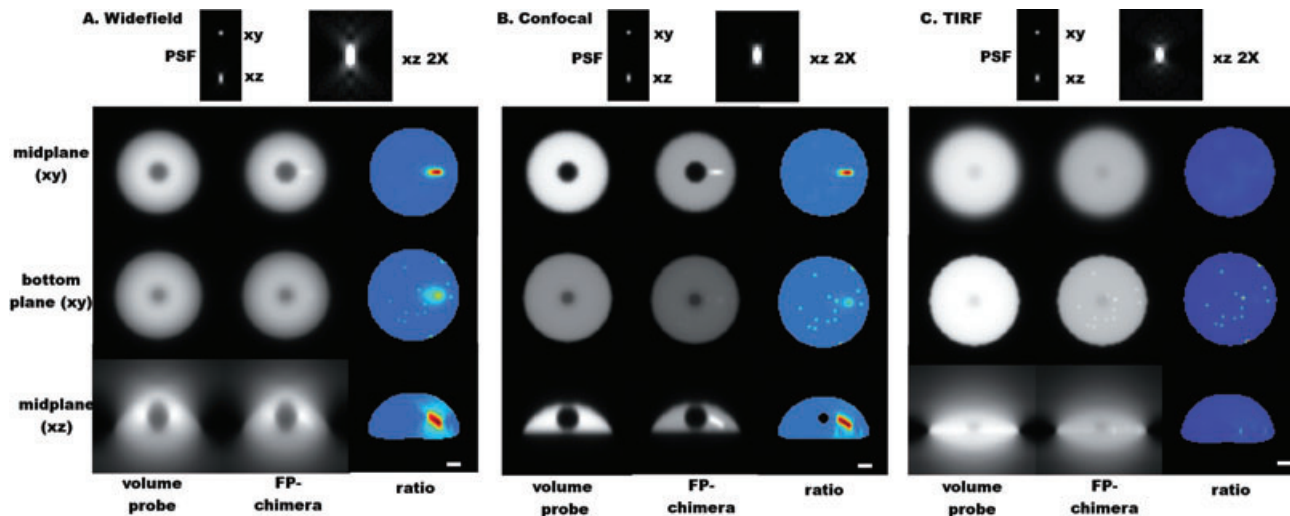 A. Widefield
B. Confocal
C. TIRF
xy
PSF
xz
xz 2X
xy
PSF
xz
xz 2X
xy
PSF
xz
xz 2X
midplane
(xy)
bottom
plane (xy)
midplane
(xz)
volume
probe
FP-
chimera
ratio
volume
probe
FP-
chimera
ratio
volume
probe
FP-
chimera
ratio